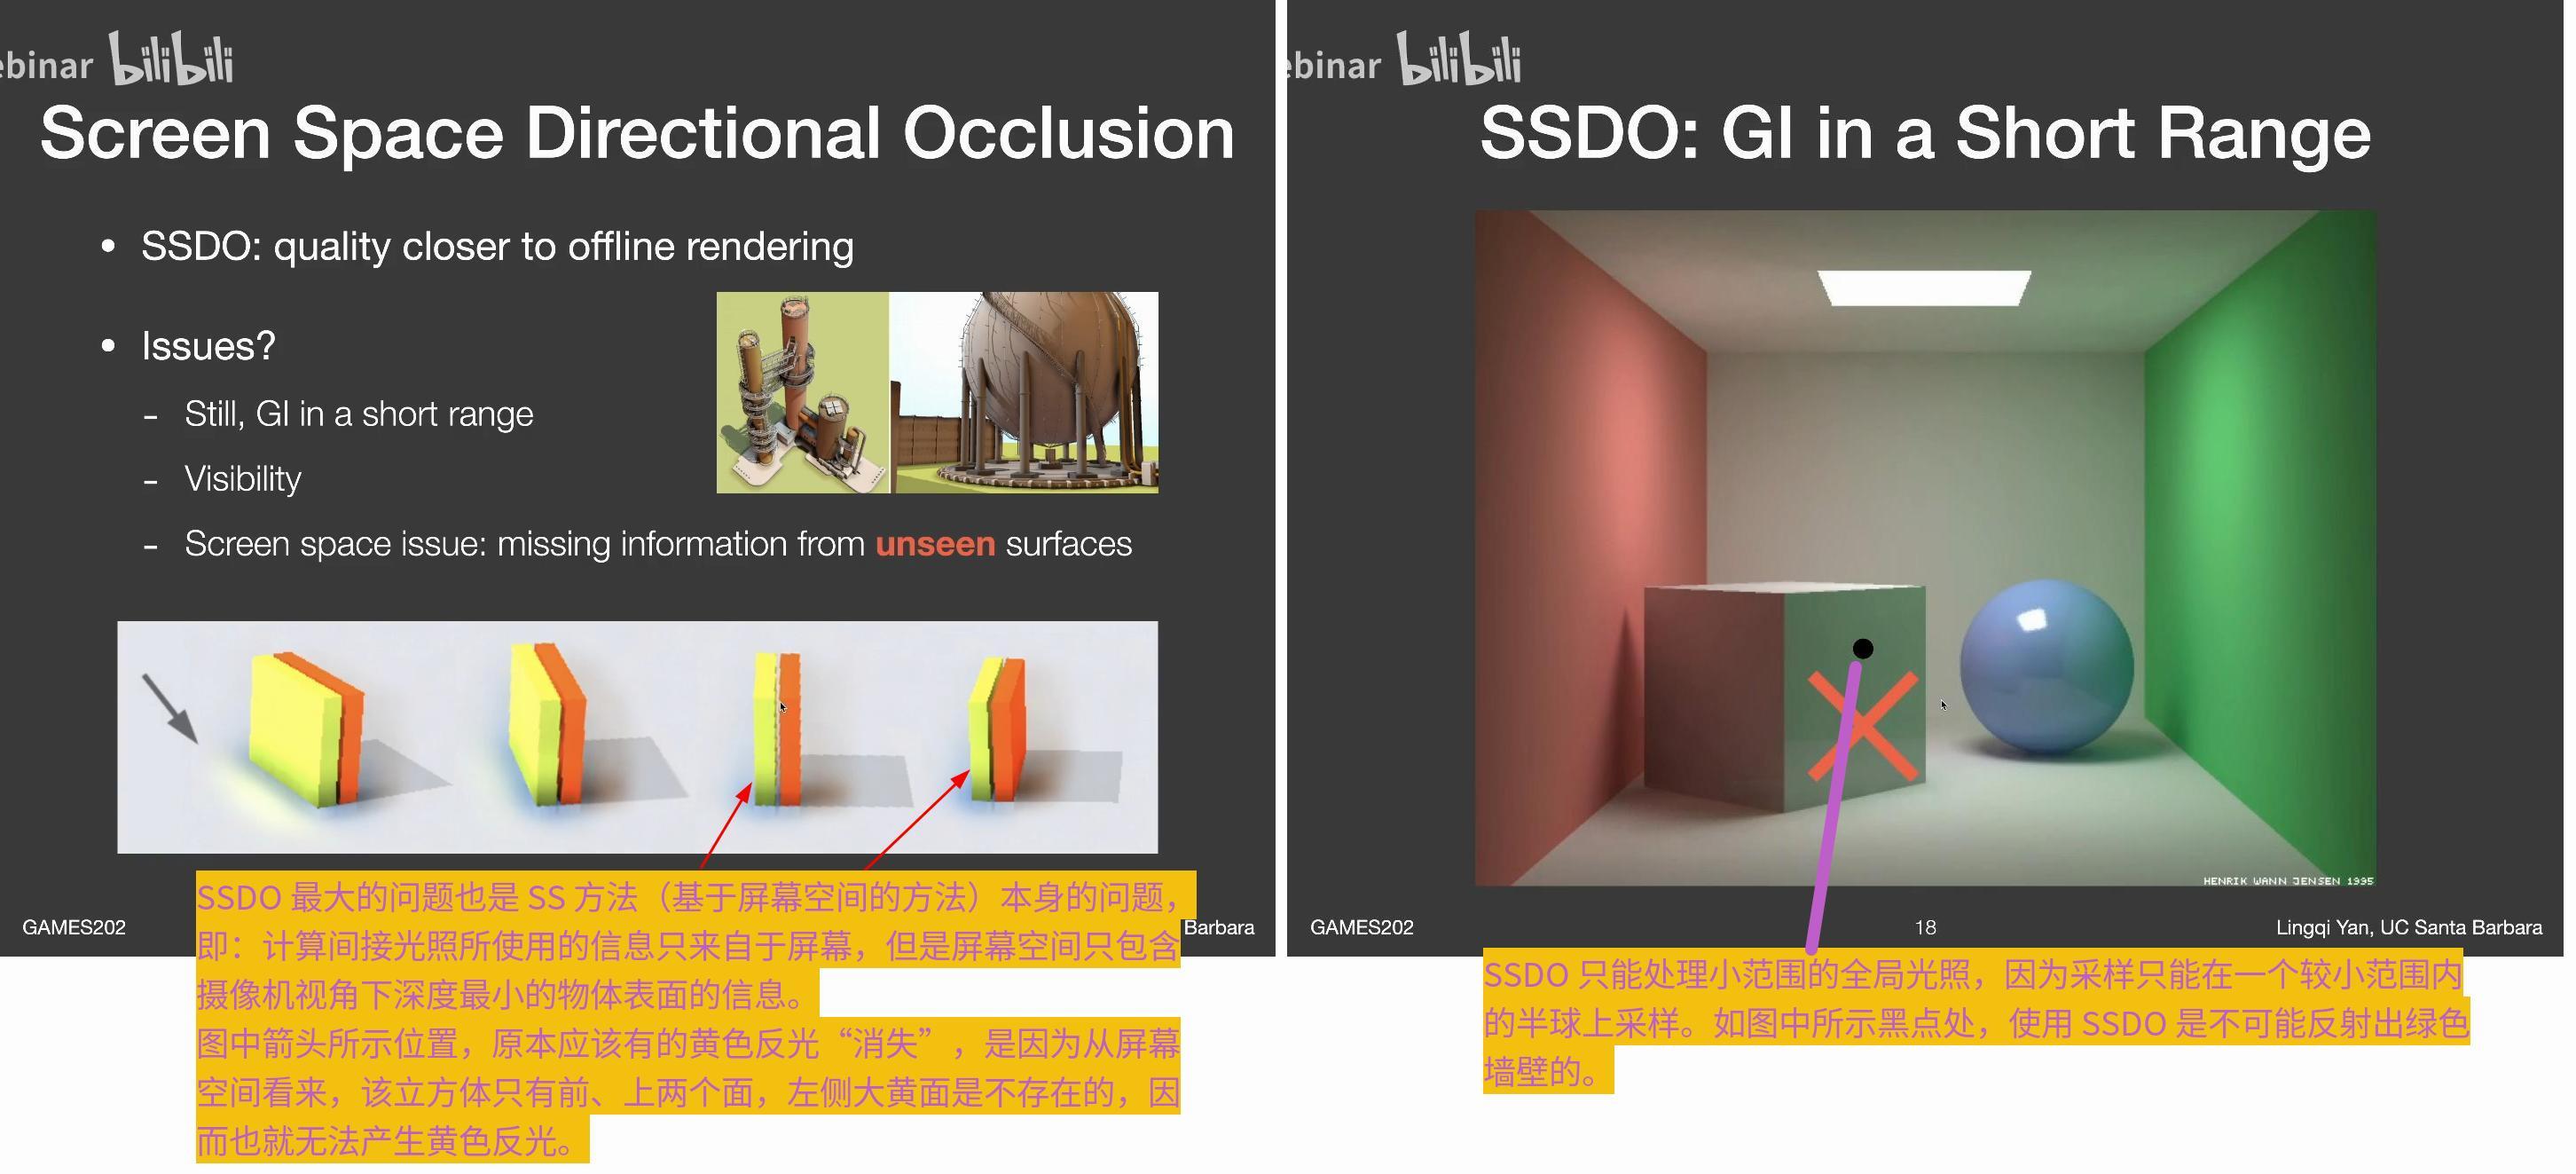 ebinar bilibili
Screen Space Directional Occlusion
• SSDO: quality closer to offline rendering
• Issues?
- Still, GI in a short range
- Visibility
- Screen space issue: missing information from unseen surfaces
SSDO 最大的问题也是 SS 方法（基于屏幕空间的方法）本身的问题，
即：计算间接光照所使用的信息只来自于屏幕，但是屏幕空间只包含
摄像机视角下深度最小的物体表面的信息。
图中箭头所示位置，原本应该有的黄色反光“消失”，是因为从屏幕
空间看来，该立方体只有前、上两个面，左侧大黄面是不存在的，因
而也就无法产生黄色反光。
GAMES202
Barbara
ebinar bilibili
SSDO: GI in a Short Range
HENRIK WANN JENSEN 1995
GAMES202
18
Lingqi Yan, UC Santa Barbara
SSDO 只能处理小范围的全局光照，因为采样只能在一个较小范围内
的半球上采样。如图中所示黑点处，使用 SSDO 是不可能反射出绿色
墙壁的。